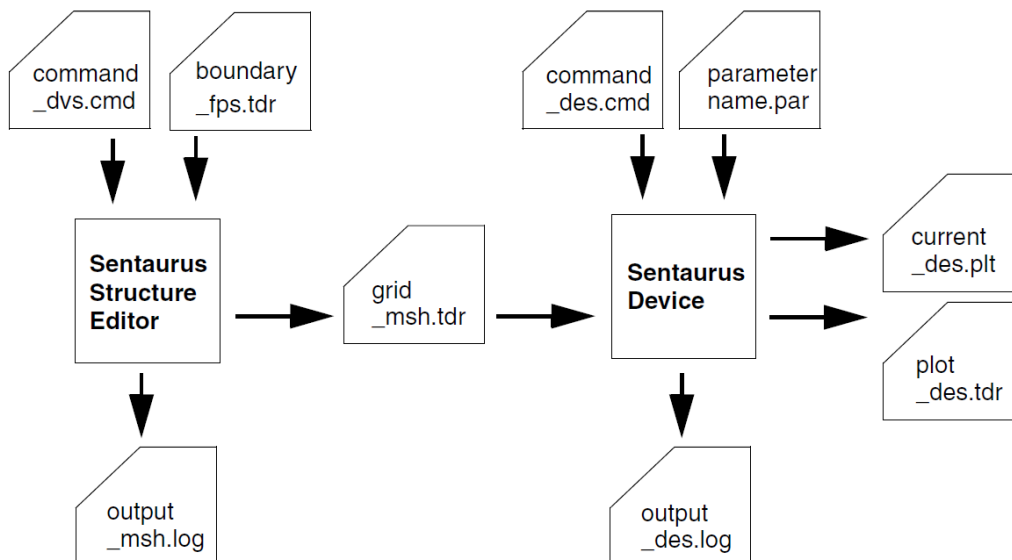 command
_dvs.cmd
boundary
_fps.tdr
command
_des.cmd
parameter
name.par
Sentaurus
Structure
Editor
grid
_msh.tdr
Sentaurus
Device
current
_des.plt
plot
_des.tdr
output
_msh.log
output
_des.log